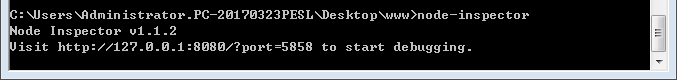 C:\Users\Administrator.PC-20170323PESL\Desktop\www>node-inspector
Node Inspector v1.1.2
Visit http://127.0.0.1:8080/?port=5858 to start debugging.